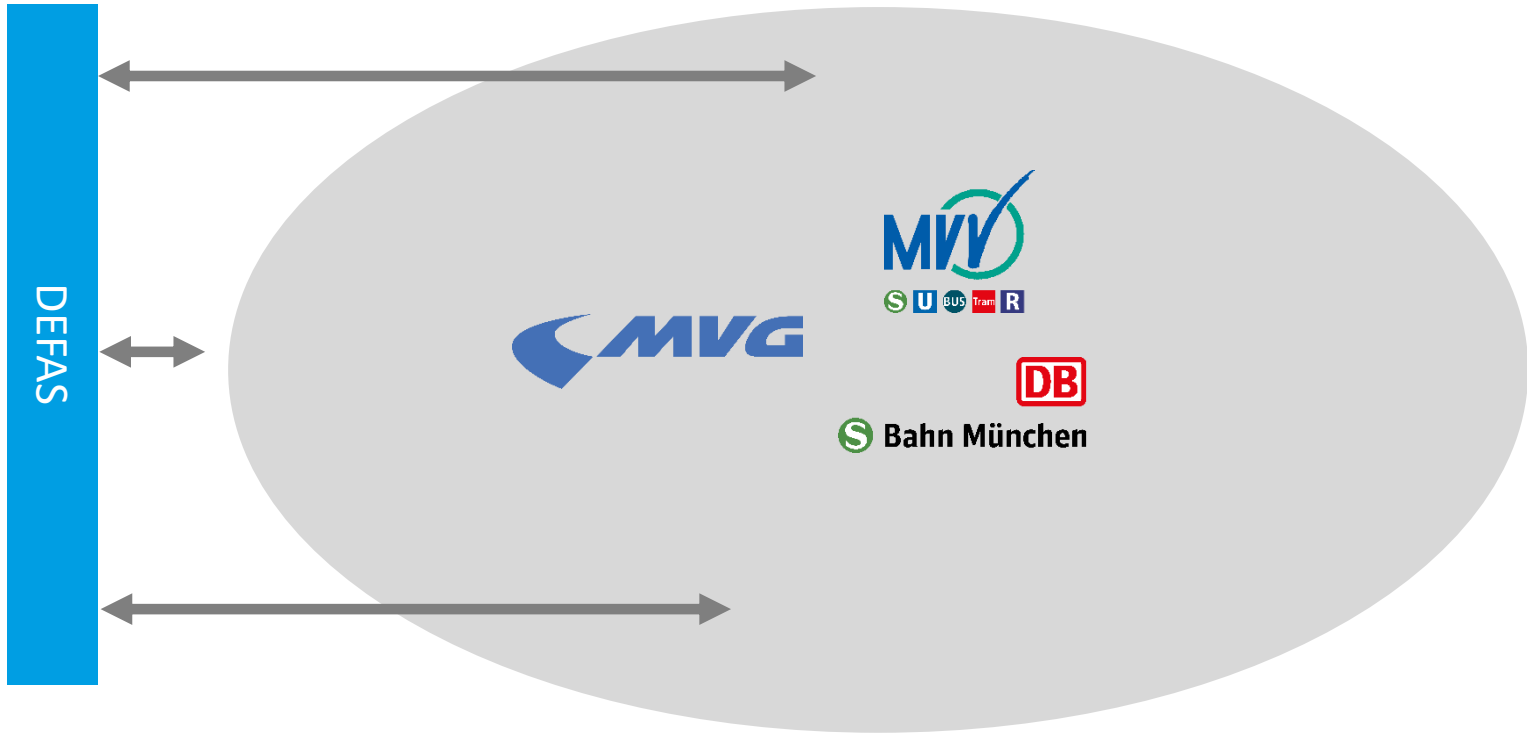 DEFAS
MVV
S U BUS Tram R
MVG
DB
S Bahn München